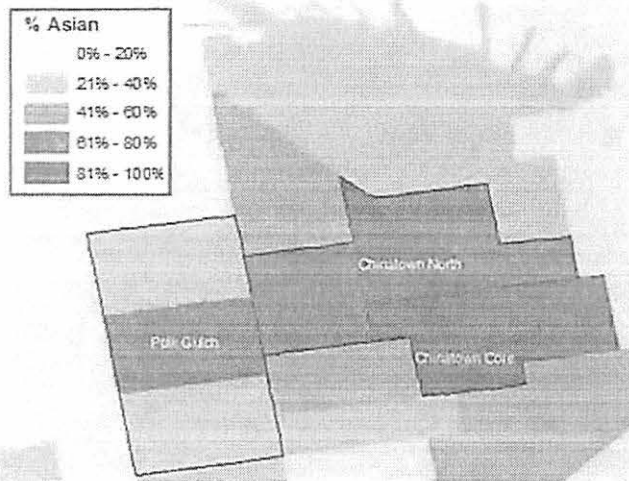 % Asian
0% - 20%
21% - 40%
41% - 60%
61% - 80%
81% - 100%
Chinatown North
Polk Gulch
Chinatown Core